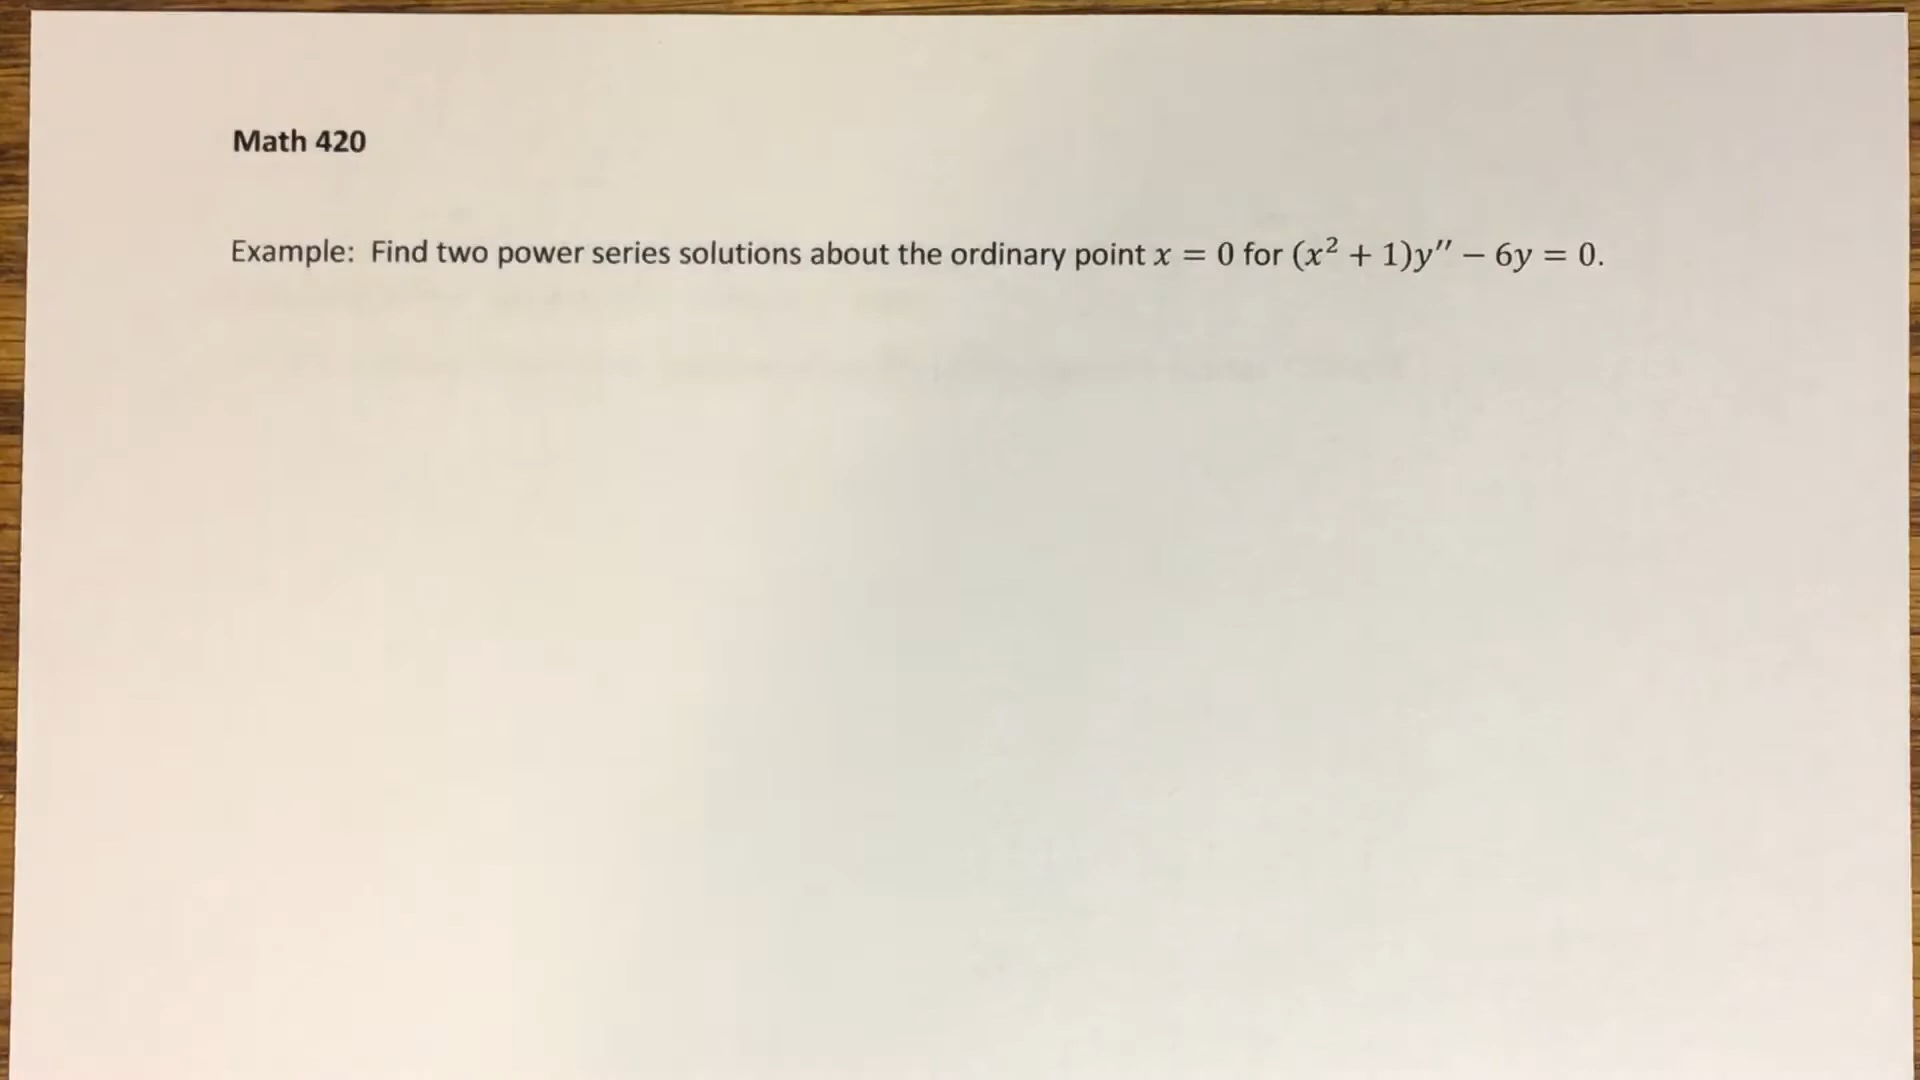 Math 420
Example: Find two power series solutions about the ordinary point x = 0 for (x² + 1)y″ − 6y = 0.